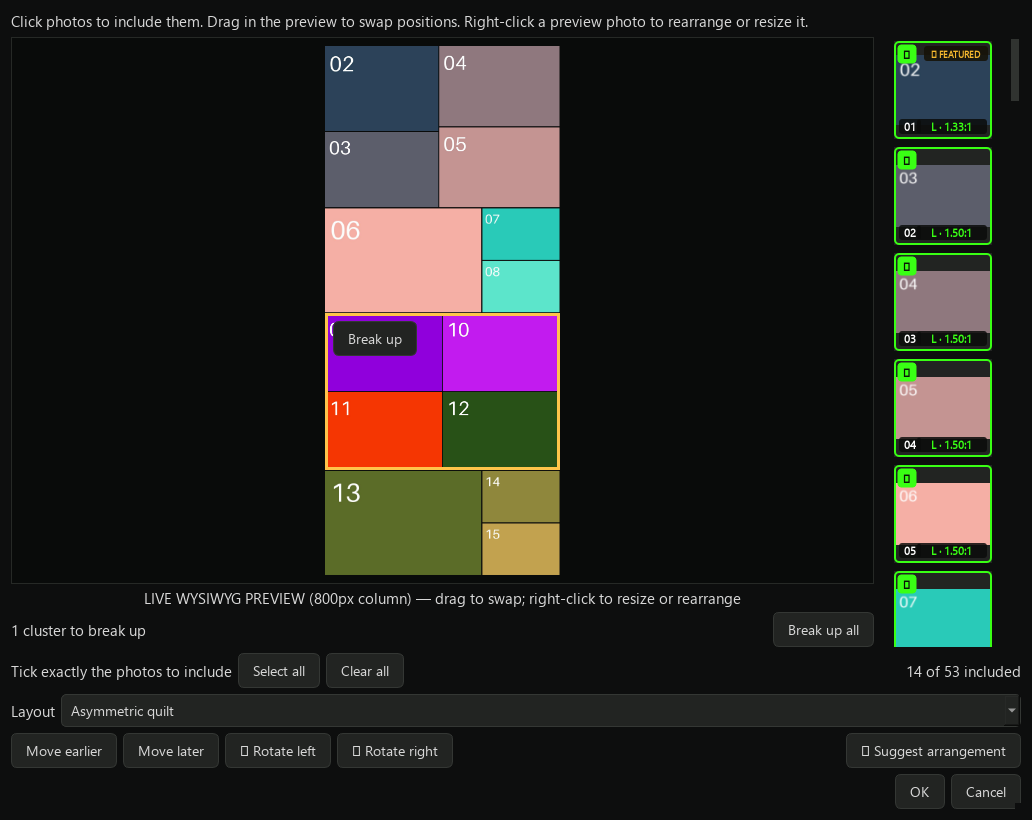 Click photos to include them. Drag in the preview to swap positions. Right-click a preview photo to rearrange or resize it.
02
04
03
05
06
07
08
Break up
10
11
12
13
14
15
FEATURED
02
01 L · 1.33:1
03
02 L · 1.50:1
04
03 L · 1.50:1
05
04 L · 1.50:1
06
05 L · 1.50:1
07
LIVE WYSIWYG PREVIEW (800px column) — drag to swap; right-click to resize or rearrange
1 cluster to break up
Break up all
Tick exactly the photos to include
Select all
Clear all
14 of 53 included
Layout
Asymmetric quilt
Move earlier
Move later
Rotate left
Rotate right
Suggest arrangement
OK
Cancel